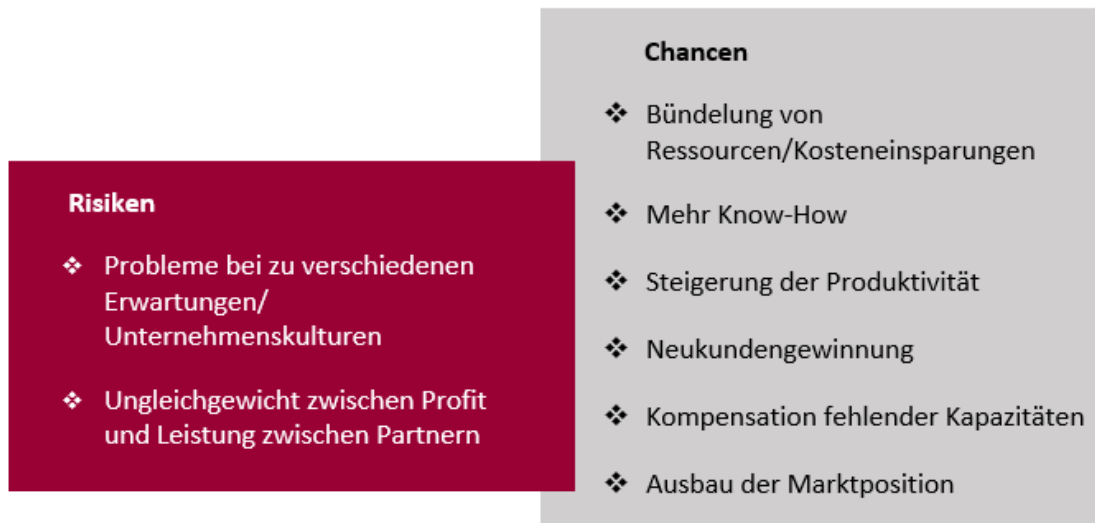 Chancen
❖ Bündelung von
Ressourcen/Kosteneinsparungen
❖ Mehr Know-How
❖ Steigerung der Produktivität
❖ Neukundengewinnung
❖ Kompensation fehlender Kapazitäten
❖ Ausbau der Marktposition
Risiken
❖ Probleme bei zu verschiedenen
Erwartungen/
Unternehmenskulturen
❖ Ungleichgewicht zwischen Profit
und Leistung zwischen Partnern